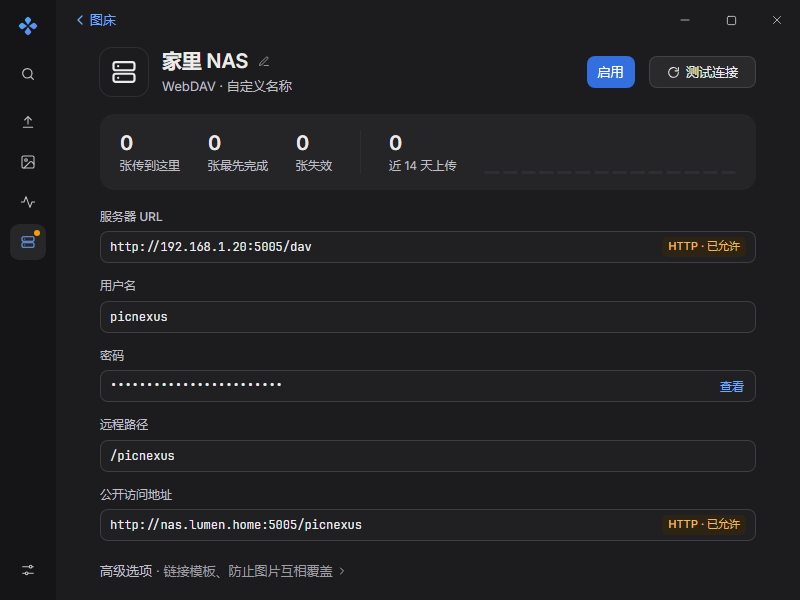 图床
家里 NAS
WebDAV · 自定义名称
启用
测试连接
0
张传到这里
0
张最先完成
0
张失效
0
近 14 天上传
服务器 URL
http://192.168.1.20:5005/dav
HTTP · 已允许
用户名
picnexus
密码
••••••••••••••••••••••••
查看
远程路径
/picnexus
公开访问地址
http://nas.lumen.home:5005/picnexus
HTTP · 已允许
高级选项 · 链接模板、防止图片互相覆盖